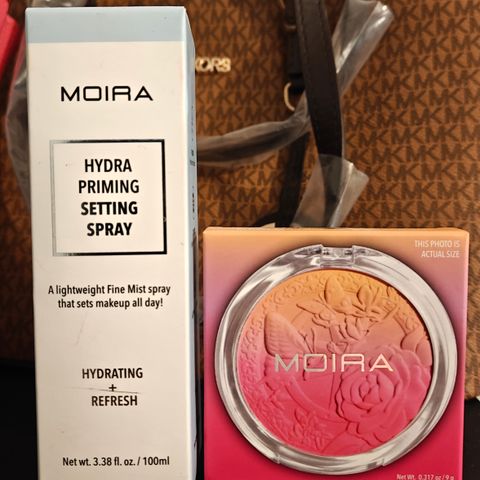 MOIRA
HYDRA
PRIMING
SETTING
SPRAY
A lightweight Fine Mist spray
that sets makeup all day!
HYDRATING
+
REFRESH
Net wt. 3.38 fl. oz. / 100ml
THIS PHOTO IS
ACTUAL SIZE
MOIRA
Net Wt. 0.317 oz / 9 g
KORS